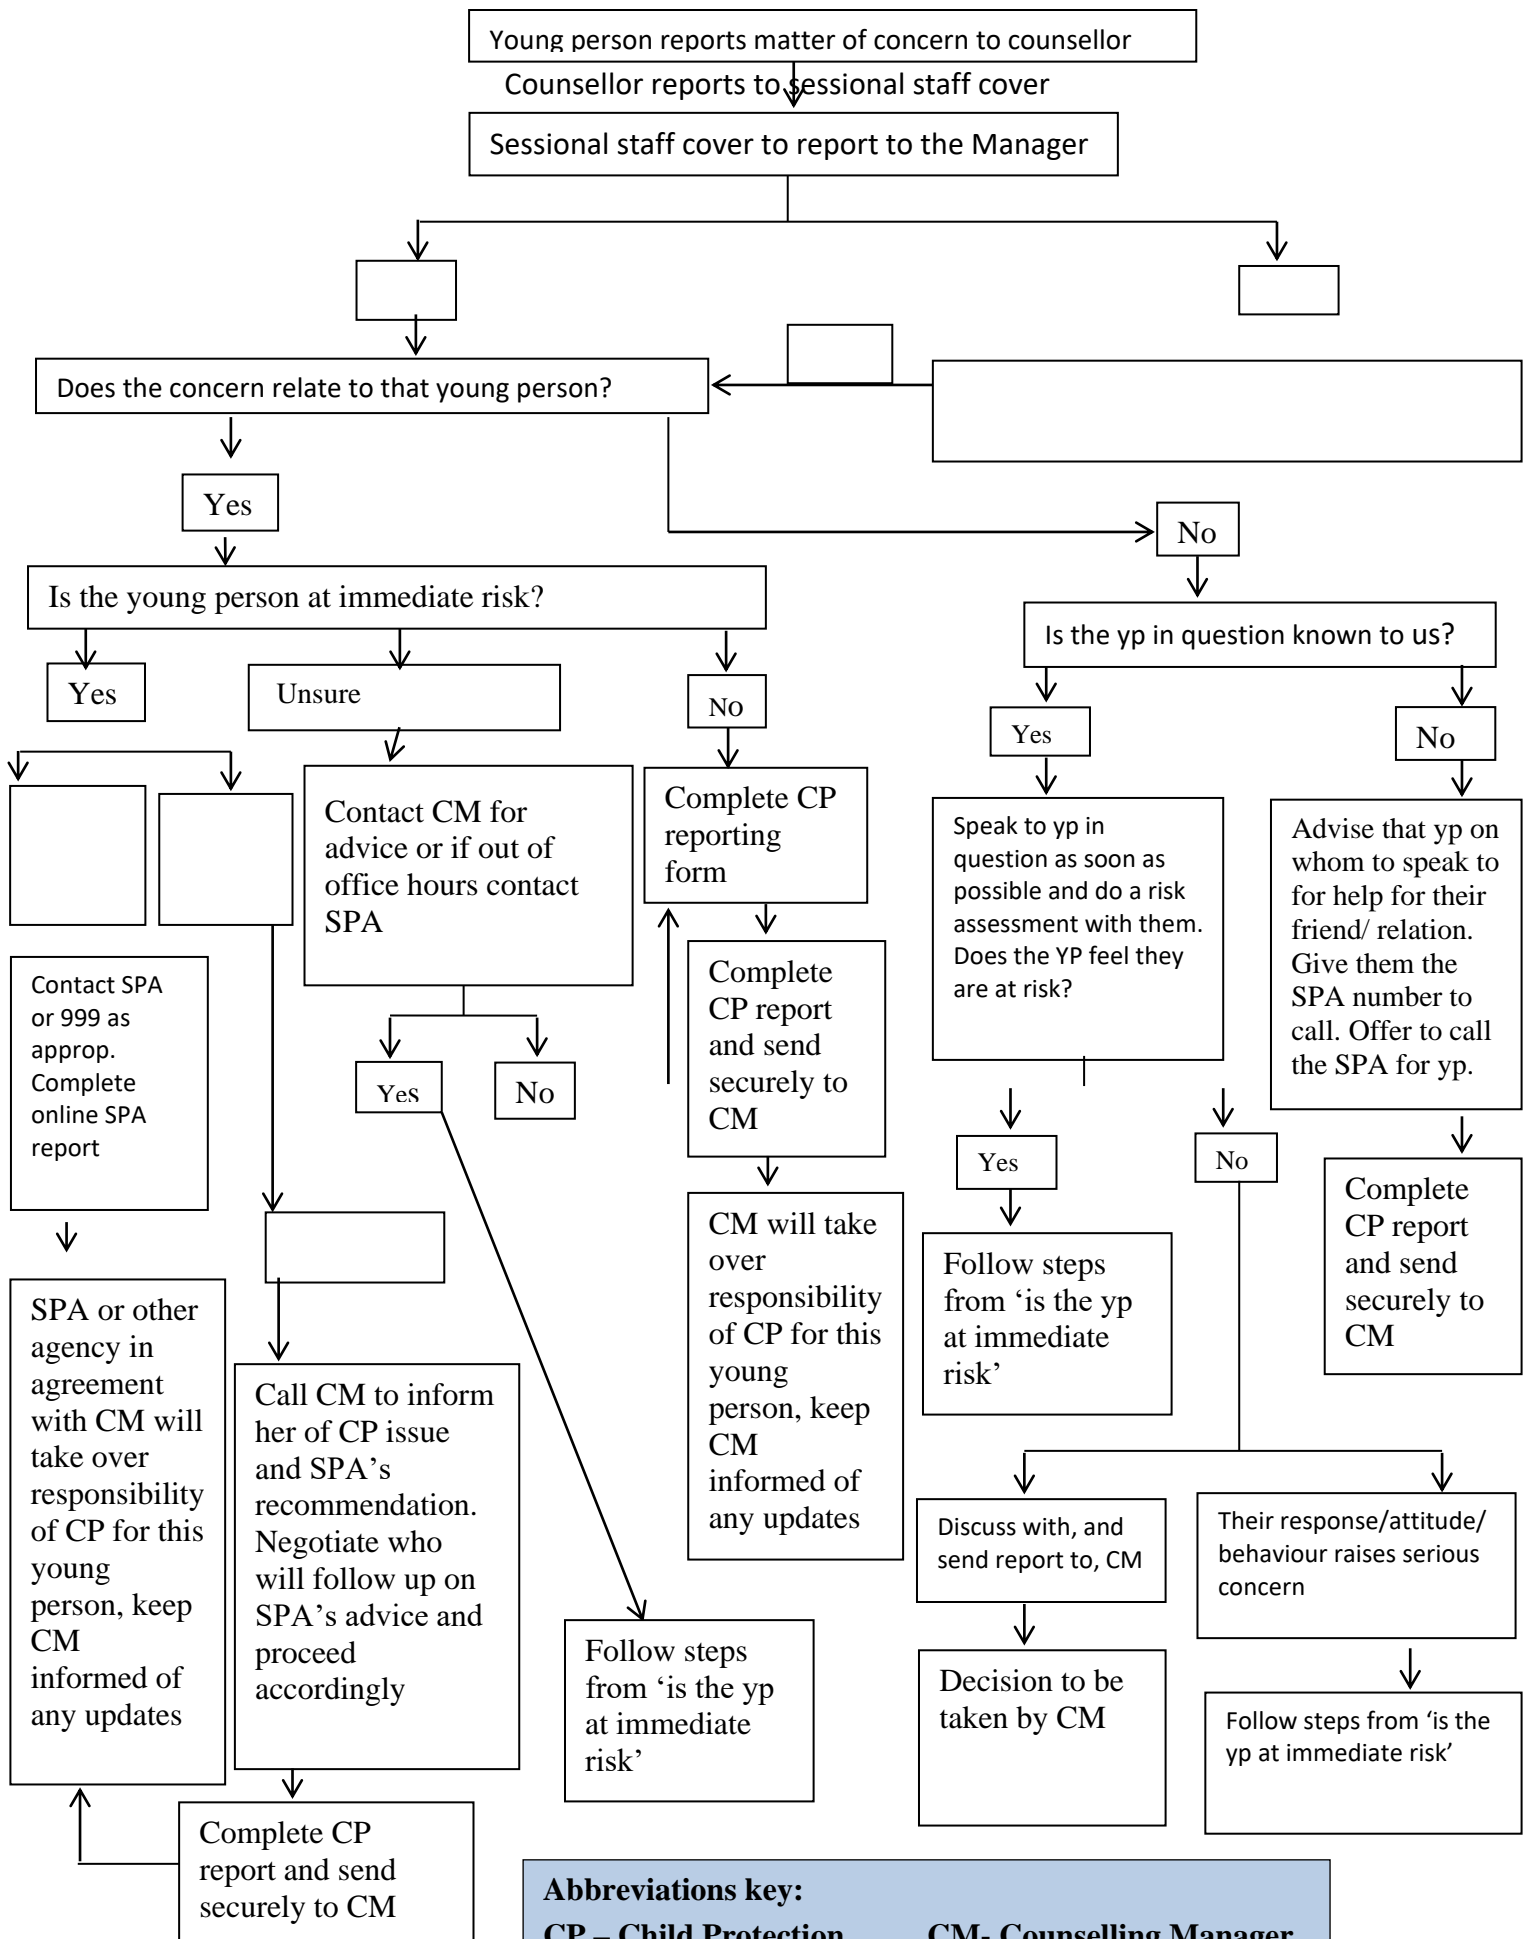 Young person reports matter of concern to counsellor
Counsellor reports to sessional staff cover
Sessional staff cover to report to the Manager
Does the concern relate to that young person?
Yes
No
Is the young person at immediate risk?
Is the yp in question known to us?
Yes
Unsure
No
Yes
No
Contact CM for
advice or if out of
office hours contact
SPA
Complete CP
reporting
form
Speak to yp in
question as soon as
possible and do a risk
assessment with them.
Does the YP feel they
are at risk?
Advise that yp on
whom to speak to
for help for their
friend/ relation.
Give them the
SPA number to
call. Offer to call
the SPA for yp.
Contact SPA
or 999 as
approp.
Complete
online SPA
report
Yes
No
Complete
CP report
and send
securely to
CM
Yes
No
Complete
CP report
and send
securely to
CM
SPA or other
agency in
agreement
with CM will
take over
responsibility
of CP for this
young
person, keep
CM
informed of
any updates
Call CM to inform
her of CP issue
and SPA’s
recommendation.
Negotiate who
will follow up on
SPA’s advice and
proceed
accordingly
CM will take
over
responsibility
of CP for this
young
person, keep
CM
informed of
any updates
Follow steps
from ‘is the yp
at immediate
risk’
Discuss with, and
send report to, CM
Their response/attitude/
behaviour raises serious
concern
Follow steps
from ‘is the yp
at immediate
risk’
Decision to be
taken by CM
Follow steps from ‘is the
yp at immediate risk’
Complete CP
report and send
securely to CM
Abbreviations key:
CP – Child Protection CM- Counselling Manager